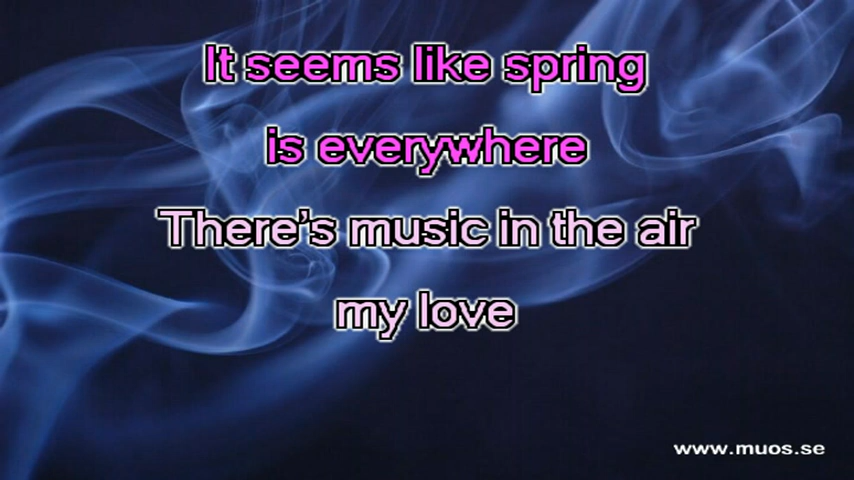 It seems like spring
is everywhere
There's music in the air
my love
www.muos.se